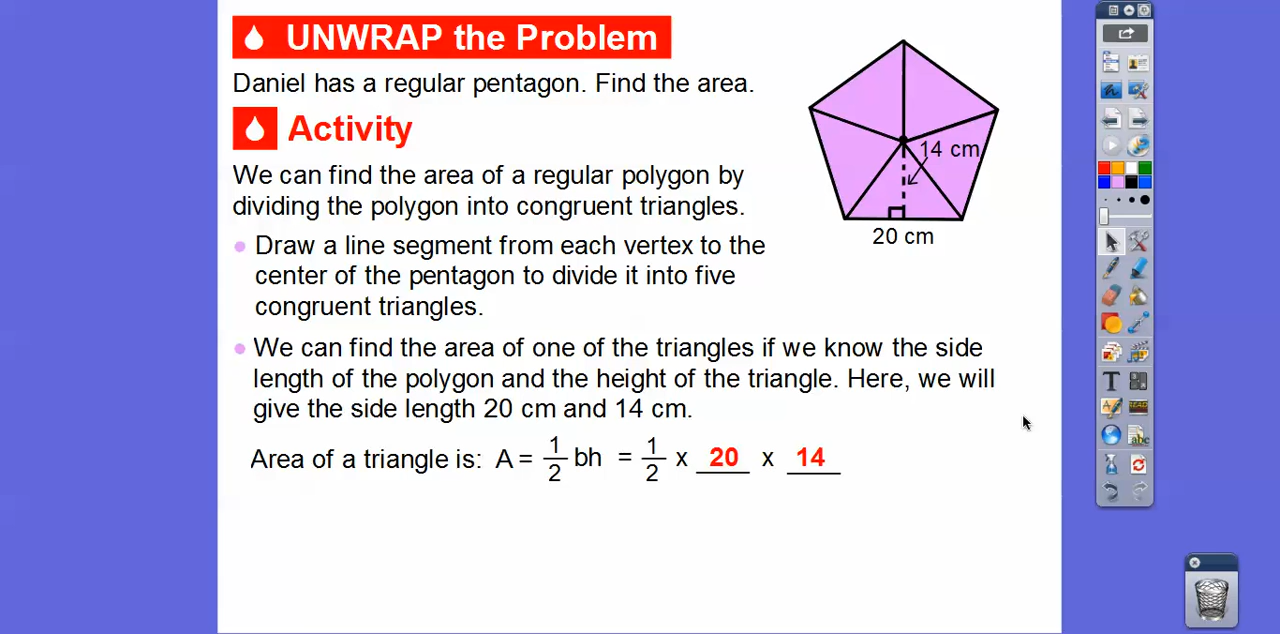 UNWRAP the Problem
Daniel has a regular pentagon. Find the area.
Activity
We can find the area of a regular polygon by
dividing the polygon into congruent triangles.
14 cm
20 cm
• Draw a line segment from each vertex to the
center of the pentagon to divide it into five
congruent triangles.
• We can find the area of one of the triangles if we know the side
length of the polygon and the height of the triangle. Here, we will
give the side length 20 cm and 14 cm.
Area of a triangle is: A = 1/2 bh = 1/2 x 20 x 14